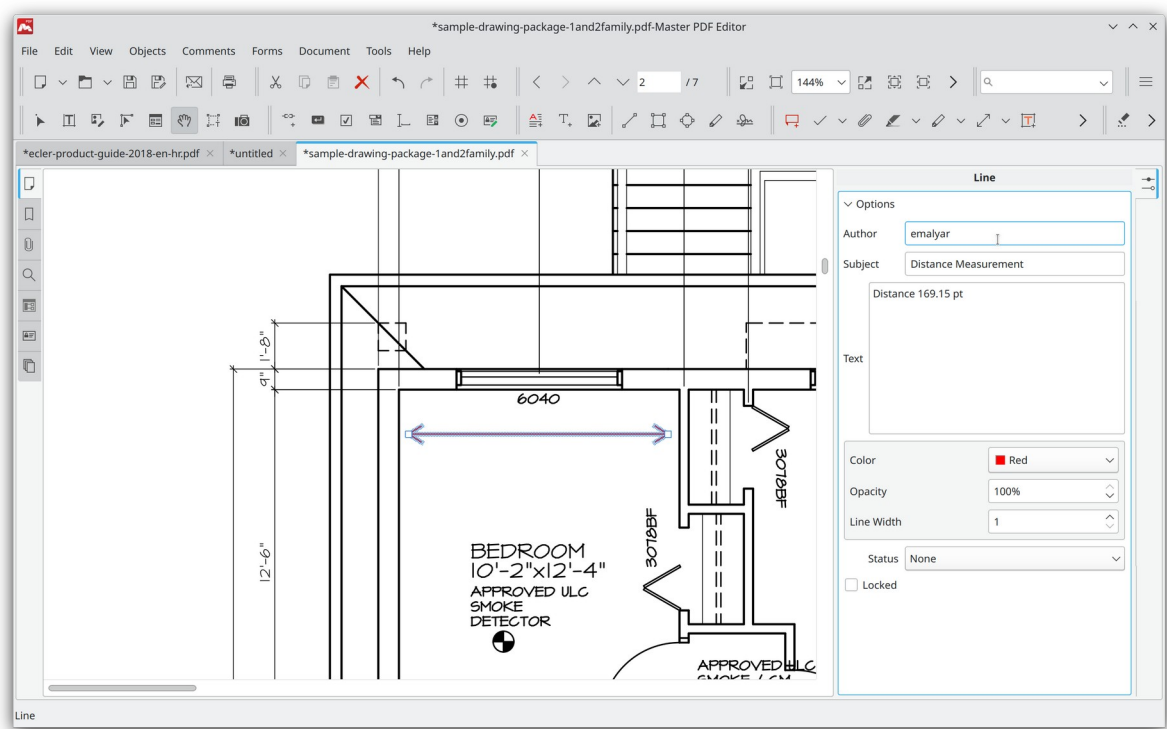 *sample-drawing-package-1and2family.pdf-Master PDF Editor
File Edit View Objects Comments Forms Document Tools Help
2 / 7
144%
*ecler-product-guide-2018-en-hr.pdf
*untitled
*sample-drawing-package-1and2family.pdf
Line
Options
Author emalyar
Subject Distance Measurement
Text Distance 169.15 pt
Color Red
Opacity 100%
Line Width 1
Status None
Locked
1'-8"
9"
12'-6"
6040
3078BF
3078BF
BEDROOM
10'-2"x12'-4"
APPROVED ULC
SMOKE
DETECTOR
APPROVED ULC
SMOKE / CM
Line